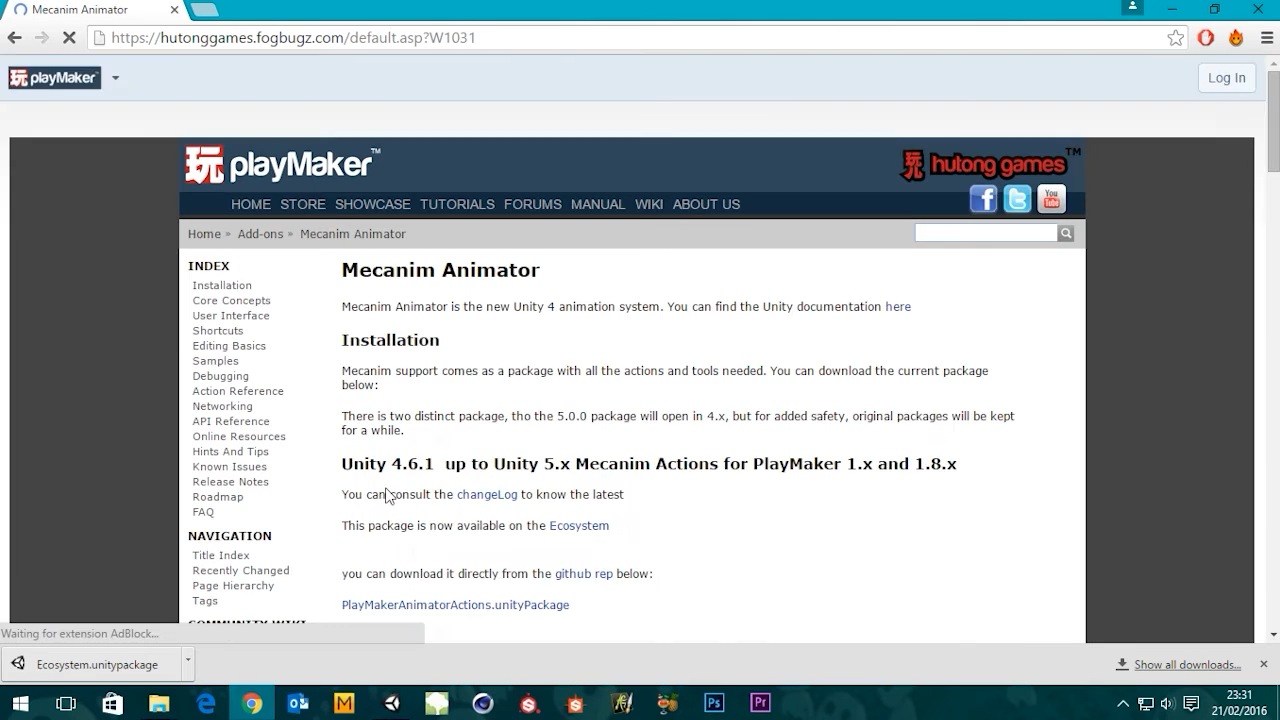 Mecanim Animator
https://hutonggames.fogbugz.com/default.asp?W1031
玩 playMaker
Log In
玩 playMaker™
玩 hutong games™
HOME STORE SHOWCASE TUTORIALS FORUMS MANUAL WIKI ABOUT US
f t You Tube
Home » Add-ons » Mecanim Animator
INDEX
Installation
Core Concepts
User Interface
Shortcuts
Editing Basics
Samples
Debugging
Action Reference
Networking
API Reference
Online Resources
Hints And Tips
Known Issues
Release Notes
Roadmap
FAQ
NAVIGATION
Title Index
Recently Changed
Page Hierarchy
Tags
COMMUNITY WIKI
Mecanim Animator
Mecanim Animator is the new Unity 4 animation system. You can find the Unity documentation here
Installation
Mecanim support comes as a package with all the actions and tools needed. You can download the current package
below:
There is two distinct package, tho the 5.0.0 package will open in 4.x, but for added safety, original packages will be kept
for a while.
Unity 4.6.1 up to Unity 5.x Mecanim Actions for PlayMaker 1.x and 1.8.x
You can consult the changeLog to know the latest
This package is now available on the Ecosystem
you can download it directly from the github rep below:
PlayMakerAnimatorActions.unityPackage
Waiting for extension AdBlock...
Ecosystem.unitypackage
Show all downloads...
M Ps Pr
23:31
21/02/2016